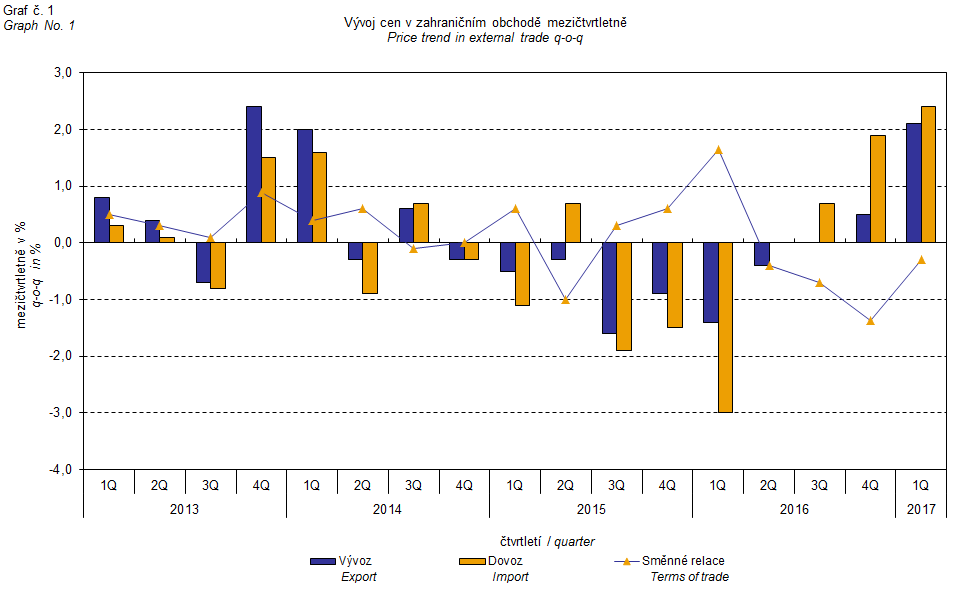 Graf č. 1
Graph No. 1
Vývoj cen v zahraničním obchodě mezičtvrtletně
Price trend in external trade q-o-q
mezičtvrtletně v %
q-o-q in %
3,0
2,0
1,0
0,0
-1,0
-2,0
-3,0
-4,0
1Q 2Q 3Q 4Q 1Q 2Q 3Q 4Q 1Q 2Q 3Q 4Q 1Q 2Q 3Q 4Q 1Q
2013 2014 2015 2016 2017
čtvrtletí / quarter
Vývoz Dovoz Směnné relace
Export Import Terms of trade